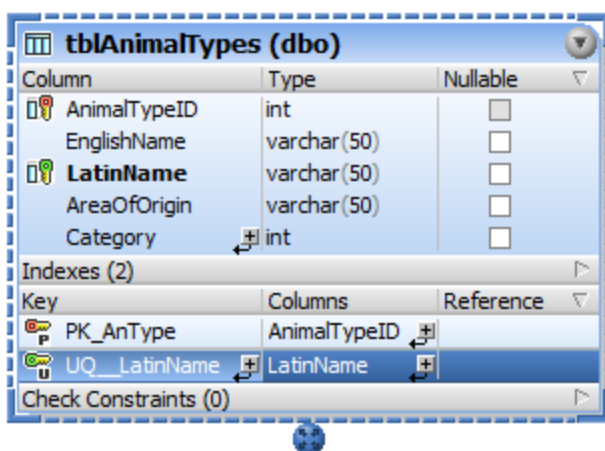 tblAnimalTypes (dbo)
Column Type Nullable
AnimalTypeID int
EnglishName varchar(50)
LatinName varchar(50)
AreaOfOrigin varchar(50)
Category int
Indexes (2)
Key Columns Reference
P PK_AnType AnimalTypeID
U UQ__LatinName LatinName
Check Constraints (0)